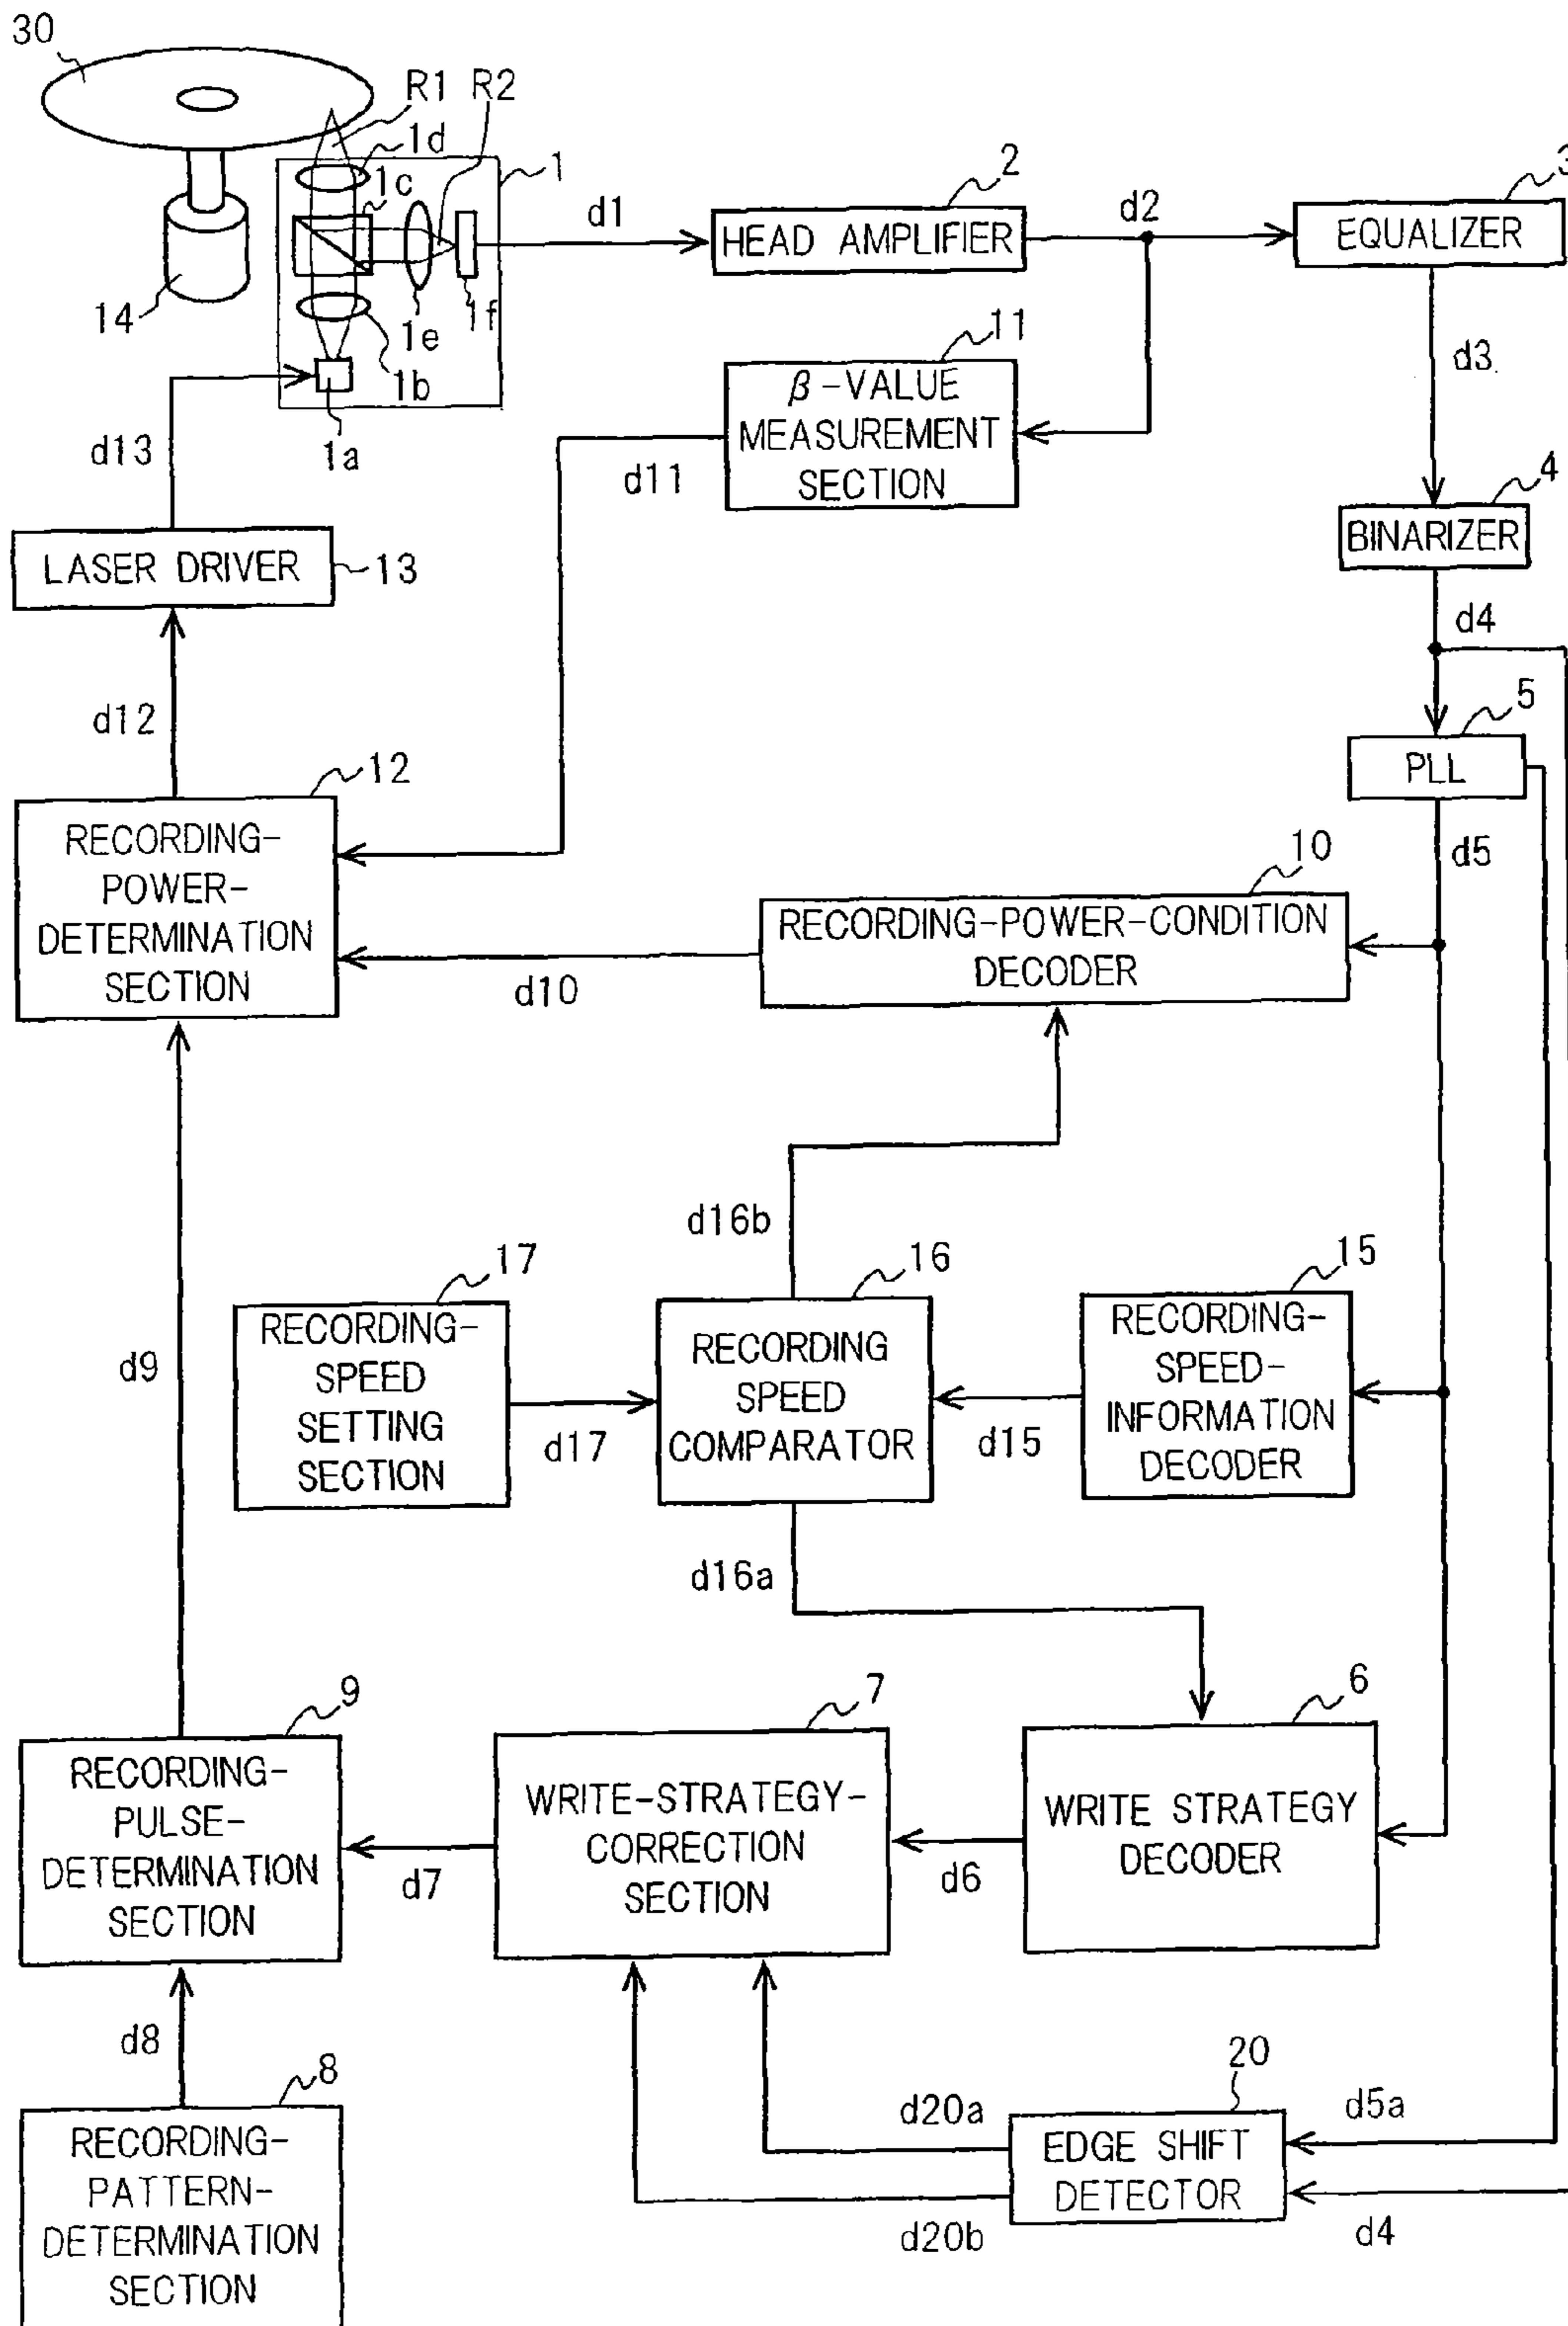 30
R1
R2
1d
1
1c
2
3
d1
HEAD AMPLIFIER
d2
EQUALIZER
14
1e
1f
1b
1a
11
β-VALUE
MEASUREMENT
SECTION
d3
d13
d11
4
BINARIZER
LASER DRIVER
13
d4
d12
5
PLL
12
RECORDING-
POWER-
DETERMINATION
SECTION
d5
10
RECORDING-POWER-CONDITION
DECODER
d10
d16b
17
RECORDING-
SPEED
SETTING
SECTION
16
RECORDING
SPEED
COMPARATOR
15
RECORDING-
SPEED-
INFORMATION
DECODER
d9
d17
d15
d16a
9
RECORDING-
PULSE-
DETERMINATION
SECTION
7
WRITE-STRATEGY-
CORRECTION
SECTION
6
WRITE STRATEGY
DECODER
d7
d6
d8
8
RECORDING-
PATTERN-
DETERMINATION
SECTION
20
EDGE SHIFT
DETECTOR
d20a
d20b
d5a
d4